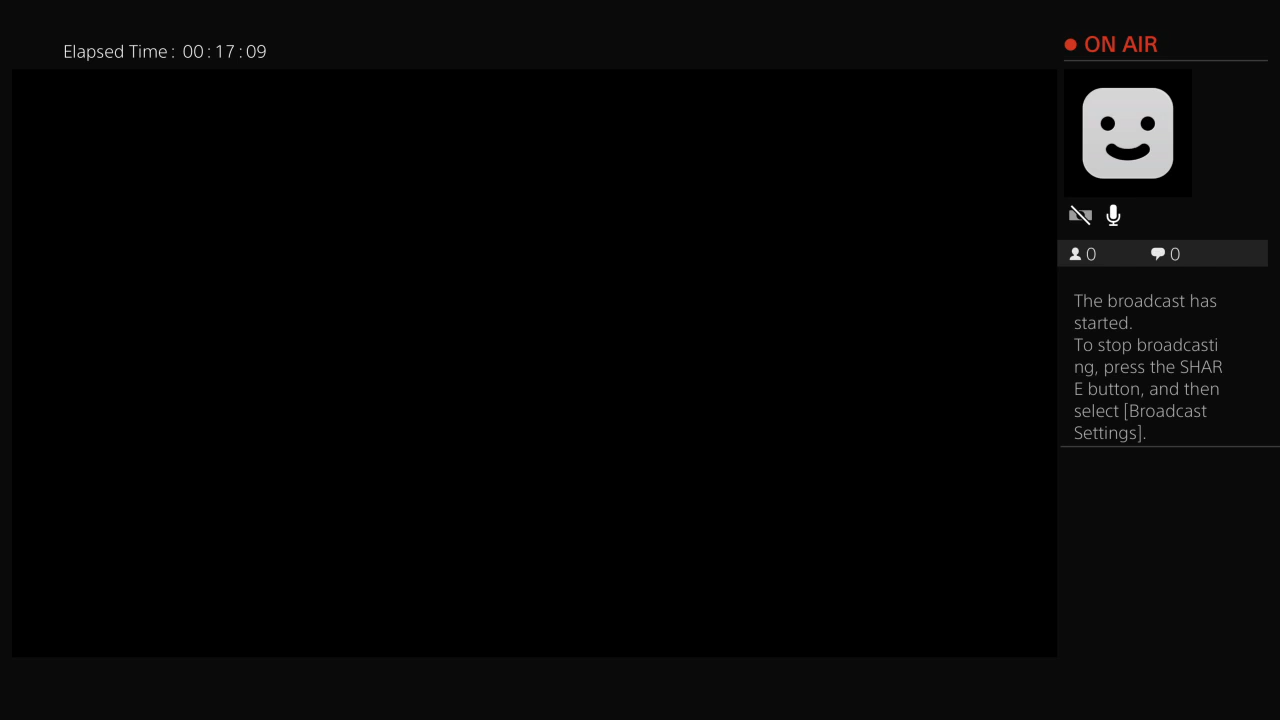 Elapsed Time : 00 : 17 : 09
ON AIR
0 0
The broadcast has
started.
To stop broadcasti
ng, press the SHAR
E button, and then
select [Broadcast
Settings].